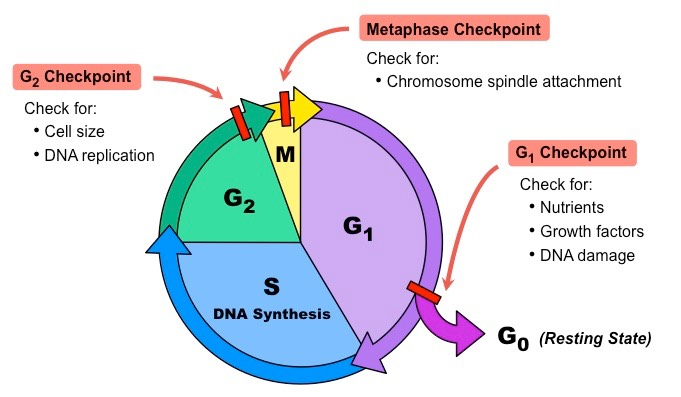 Metaphase Checkpoint
Check for:
• Chromosome spindle attachment
G₂ Checkpoint
Check for:
• Cell size
• DNA replication
G₁ Checkpoint
Check for:
• Nutrients
• Growth factors
• DNA damage
M
G₂
G₁
S
DNA Synthesis
G₀ (Resting State)